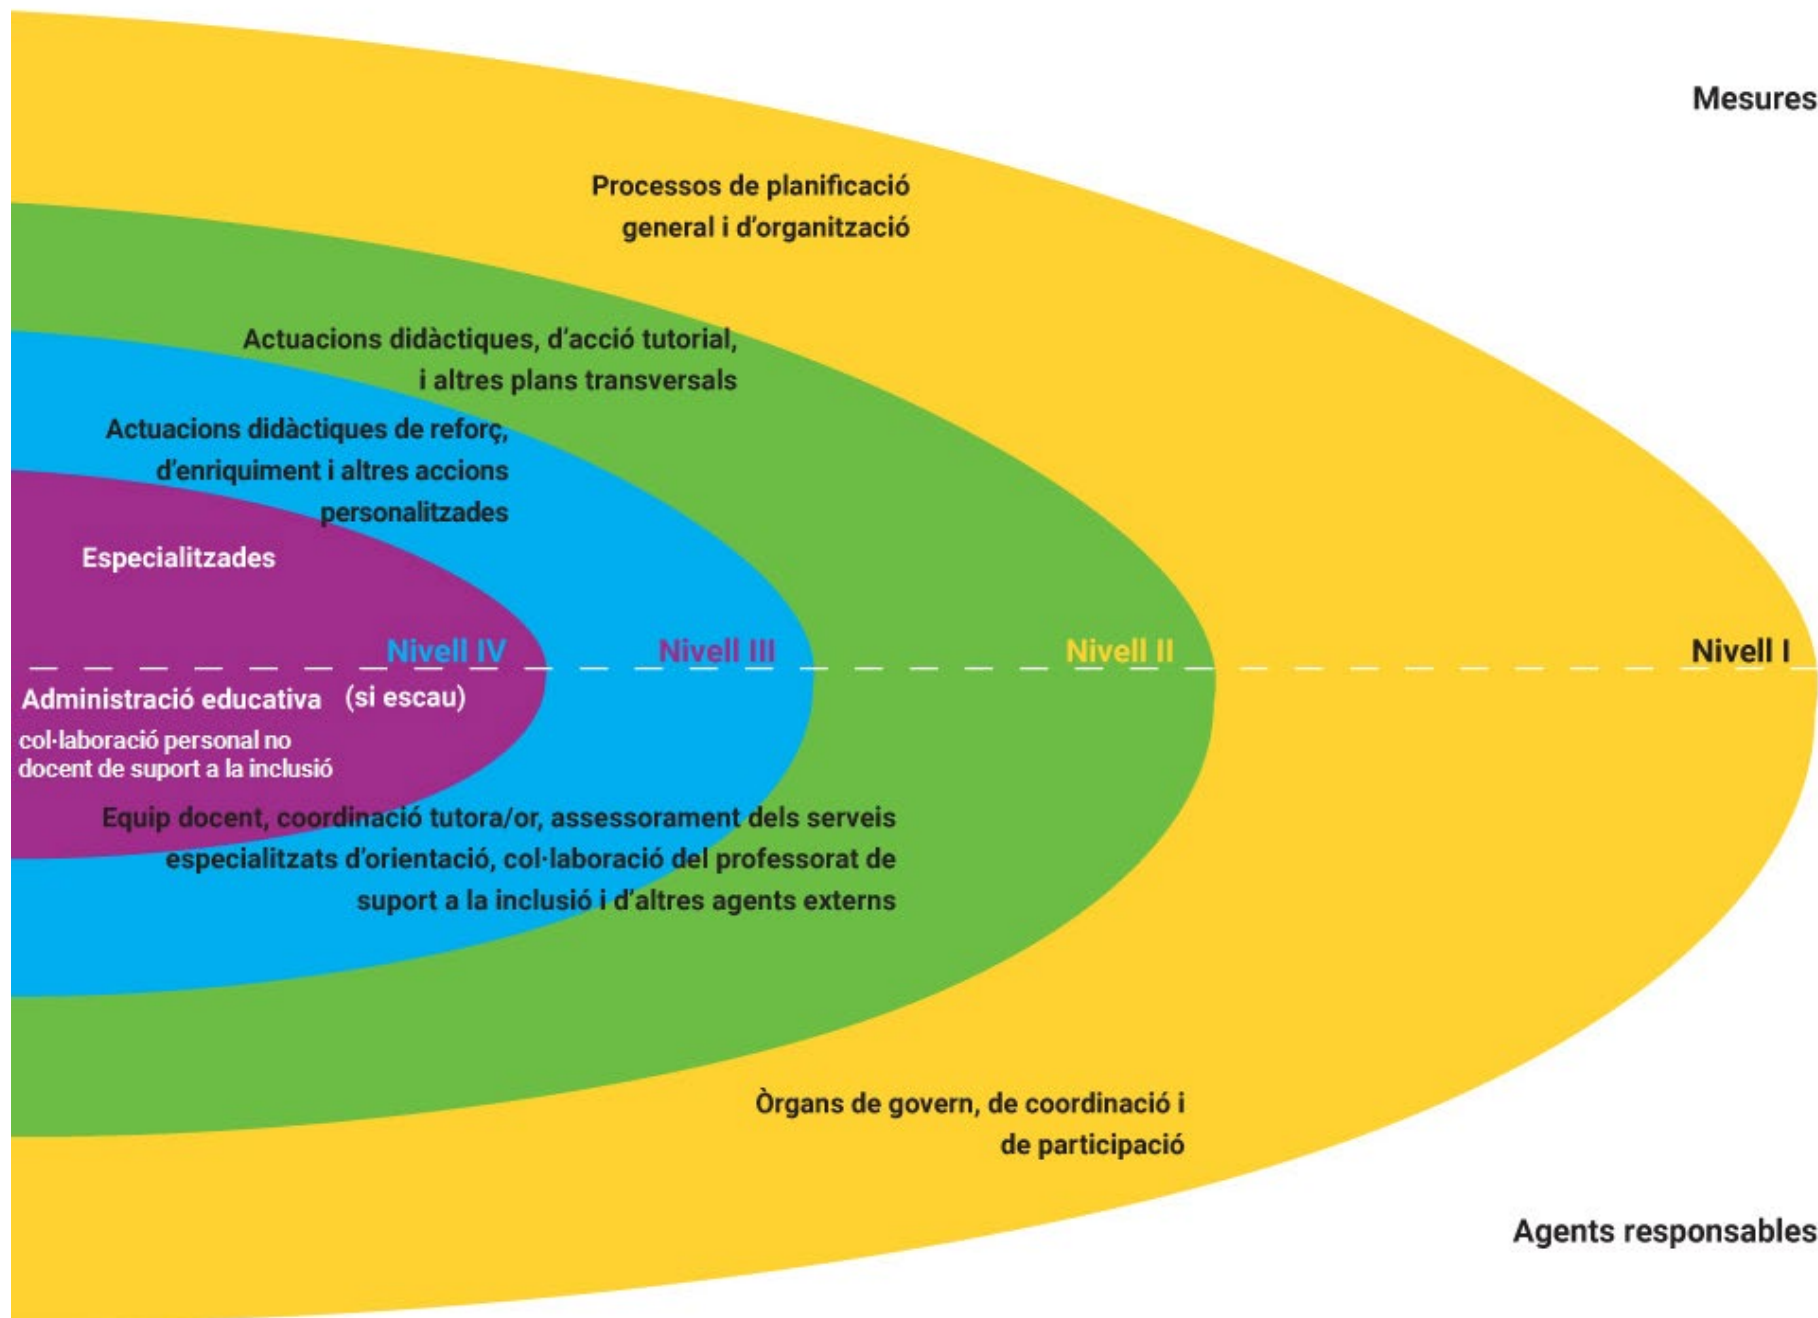 Mesures
Processos de planificació
general i d'organització
Actuacions didàctiques, d'acció tutorial,
i altres plans transversals
Actuacions didàctiques de reforç,
d'enriquiment i altres accions
personalitzades
Especialitzades
Nivell IV Nivell III Nivell II Nivell I
Administració educativa (si escau)
col·laboració personal no
docent de suport a la inclusió
Equip docent, coordinació tutora/or, assessorament dels serveis
especialitzats d'orientació, col·laboració del professorat de
suport a la inclusió i d'altres agents externs
Òrgans de govern, de coordinació i
de participació
Agents responsables